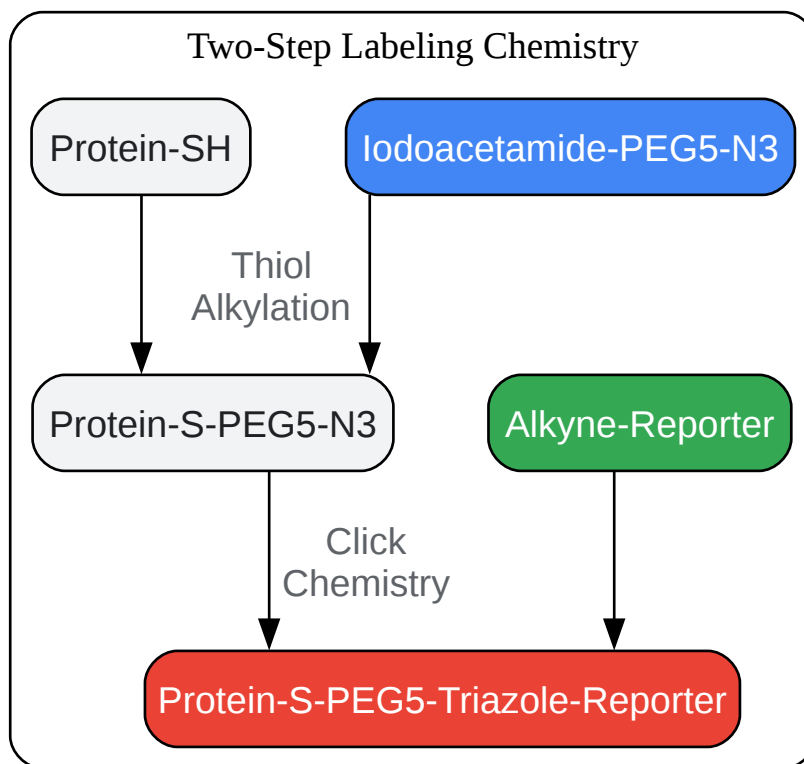 Two-Step Labeling Chemistry
Protein-SH
Iodoacetamide-PEG5-N3
Thiol
Alkylation
Protein-S-PEG5-N3
Alkyne-Reporter
Click
Chemistry
Protein-S-PEG5-Triazole-Reporter